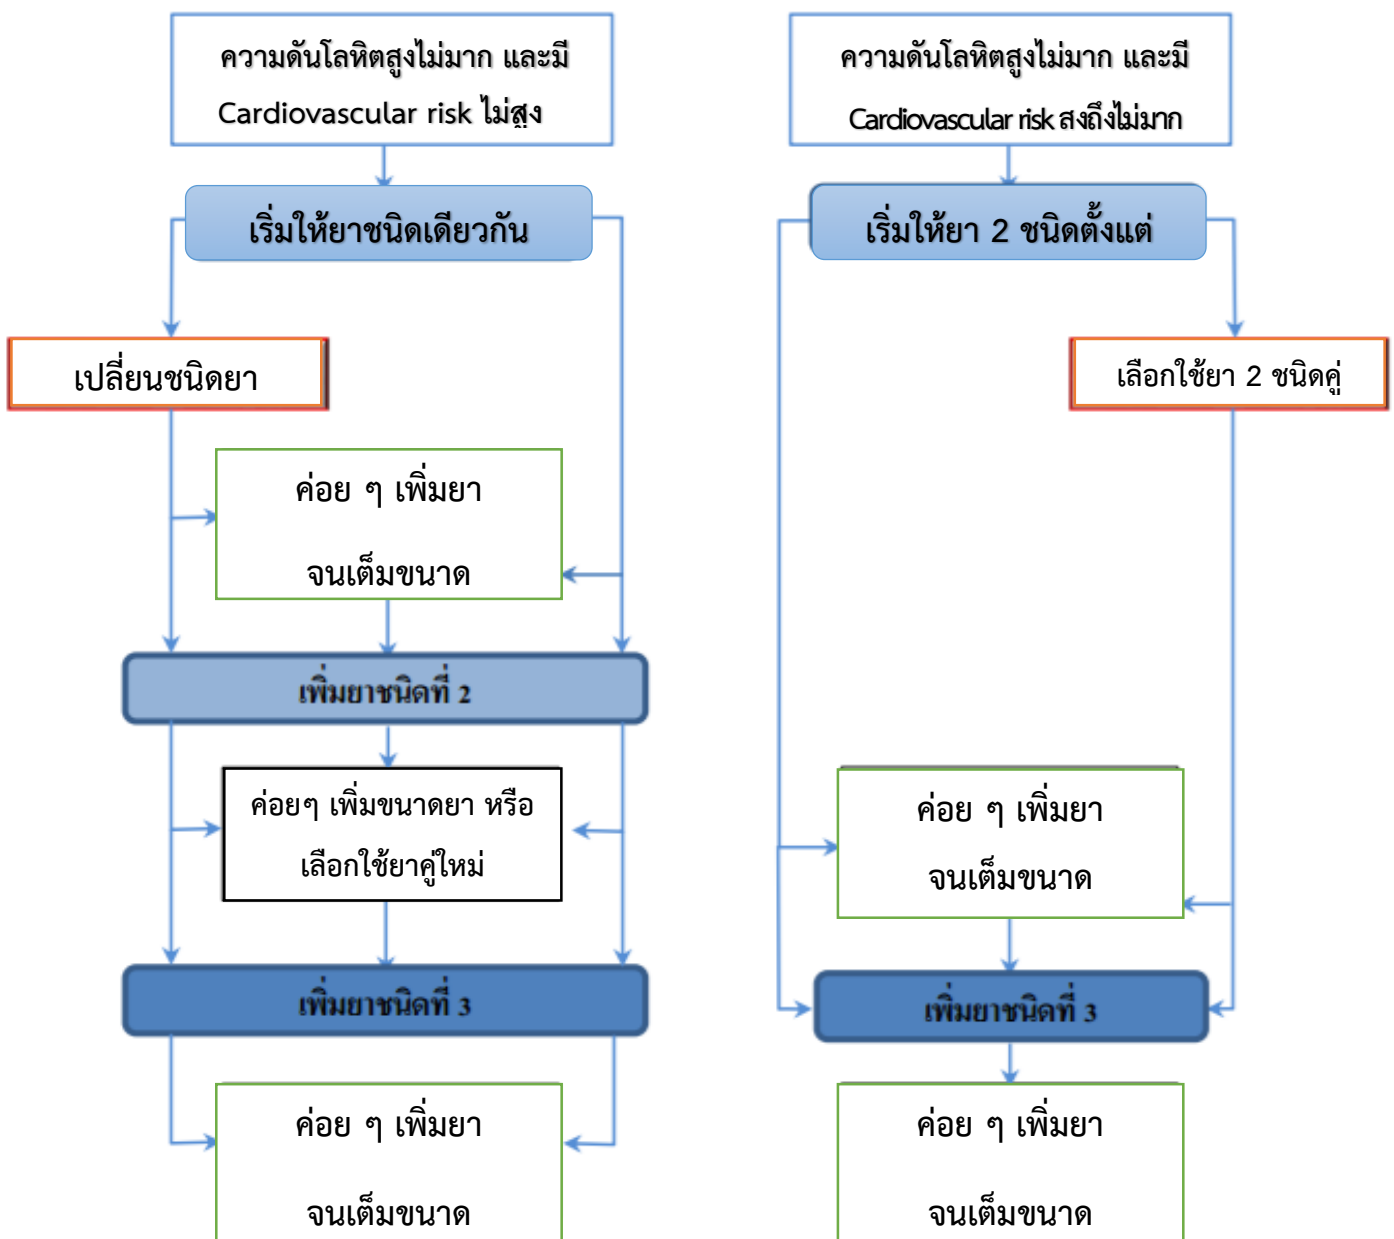 ความดันโลหิตสูงไม่มาก และมี
Cardiovascular risk ไม่สูง
เริ่มให้ยาชนิดเดียวกัน
เปลี่ยนชนิดยา
ค่อย ๆ เพิ่มยา
จนเต็มขนาด
เพิ่มยาชนิดที่ 2
ค่อยๆ เพิ่มขนาดยา หรือ
เลือกใช้ยาคู่ใหม่
เพิ่มยาชนิดที่ 3
ค่อย ๆ เพิ่มยา
จนเต็มขนาด
ความดันโลหิตสูงไม่มาก และมี
Cardiovascular risk สงถึงไม่มาก
เริ่มให้ยา 2 ชนิดตั้งแต่
เลือกใช้ยา 2 ชนิดคู่
ค่อย ๆ เพิ่มยา
จนเต็มขนาด
เพิ่มยาชนิดที่ 3
ค่อย ๆ เพิ่มยา
จนเต็มขนาด